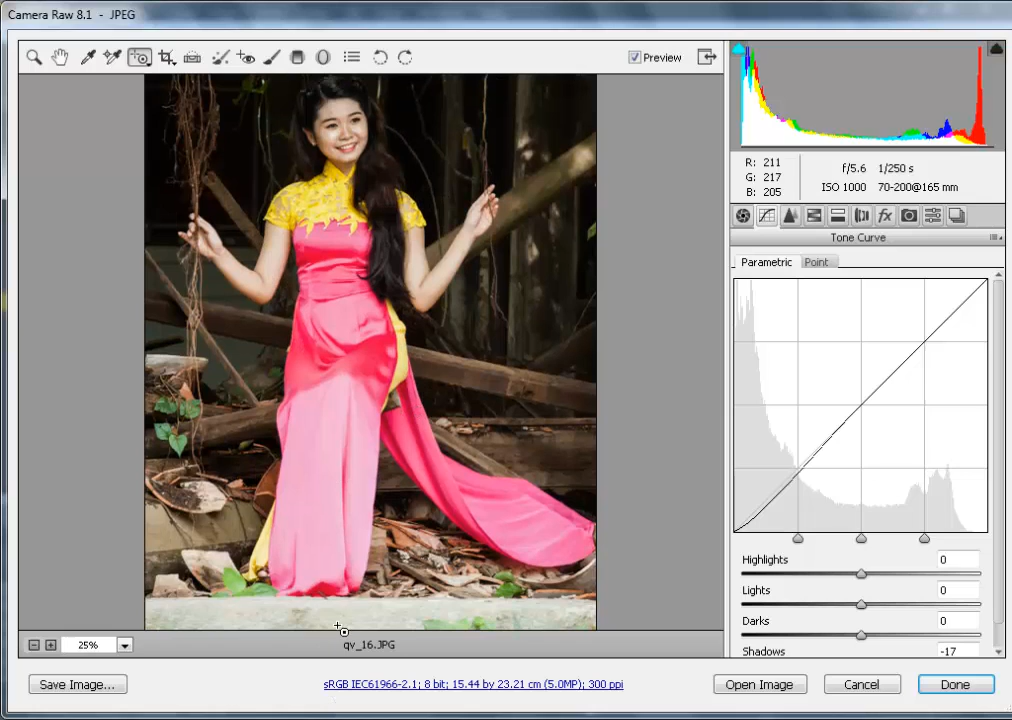 Camera Raw 8.1 - JPEG
Preview
R: 211
G: 217
B: 205
f/5.6 1/250 s
ISO 1000 70-200@165 mm
fx
Tone Curve
Parametric Point
Highlights 0
Lights 0
Darks 0
Shadows -17
25%
qv_16.JPG
Save Image...
sRGB IEC61966-2.1; 8 bit; 15.44 by 23.21 cm (5.0MP); 300 ppi
Open Image
Cancel
Done